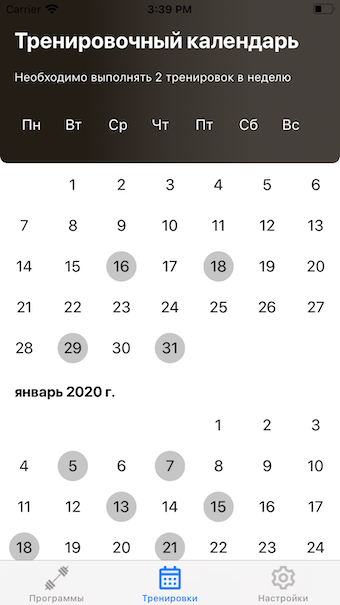 Carrier 3:39 PM
Тренировочный календарь
Необходимо выполнять 2 тренировок в неделю
Пн Вт Ср Чт Пт Сб Вс
1 2 3 4 5 6
7 8 9 10 11 12 13
14 15 16 17 18 19 20
21 22 23 24 25 26 27
28 29 30 31
январь 2020 г.
1 2 3
4 5 6 7 8 9 10
11 12 13 14 15 16 17
18 19 20 21 22 23 24
Программы Тренировки Настройки